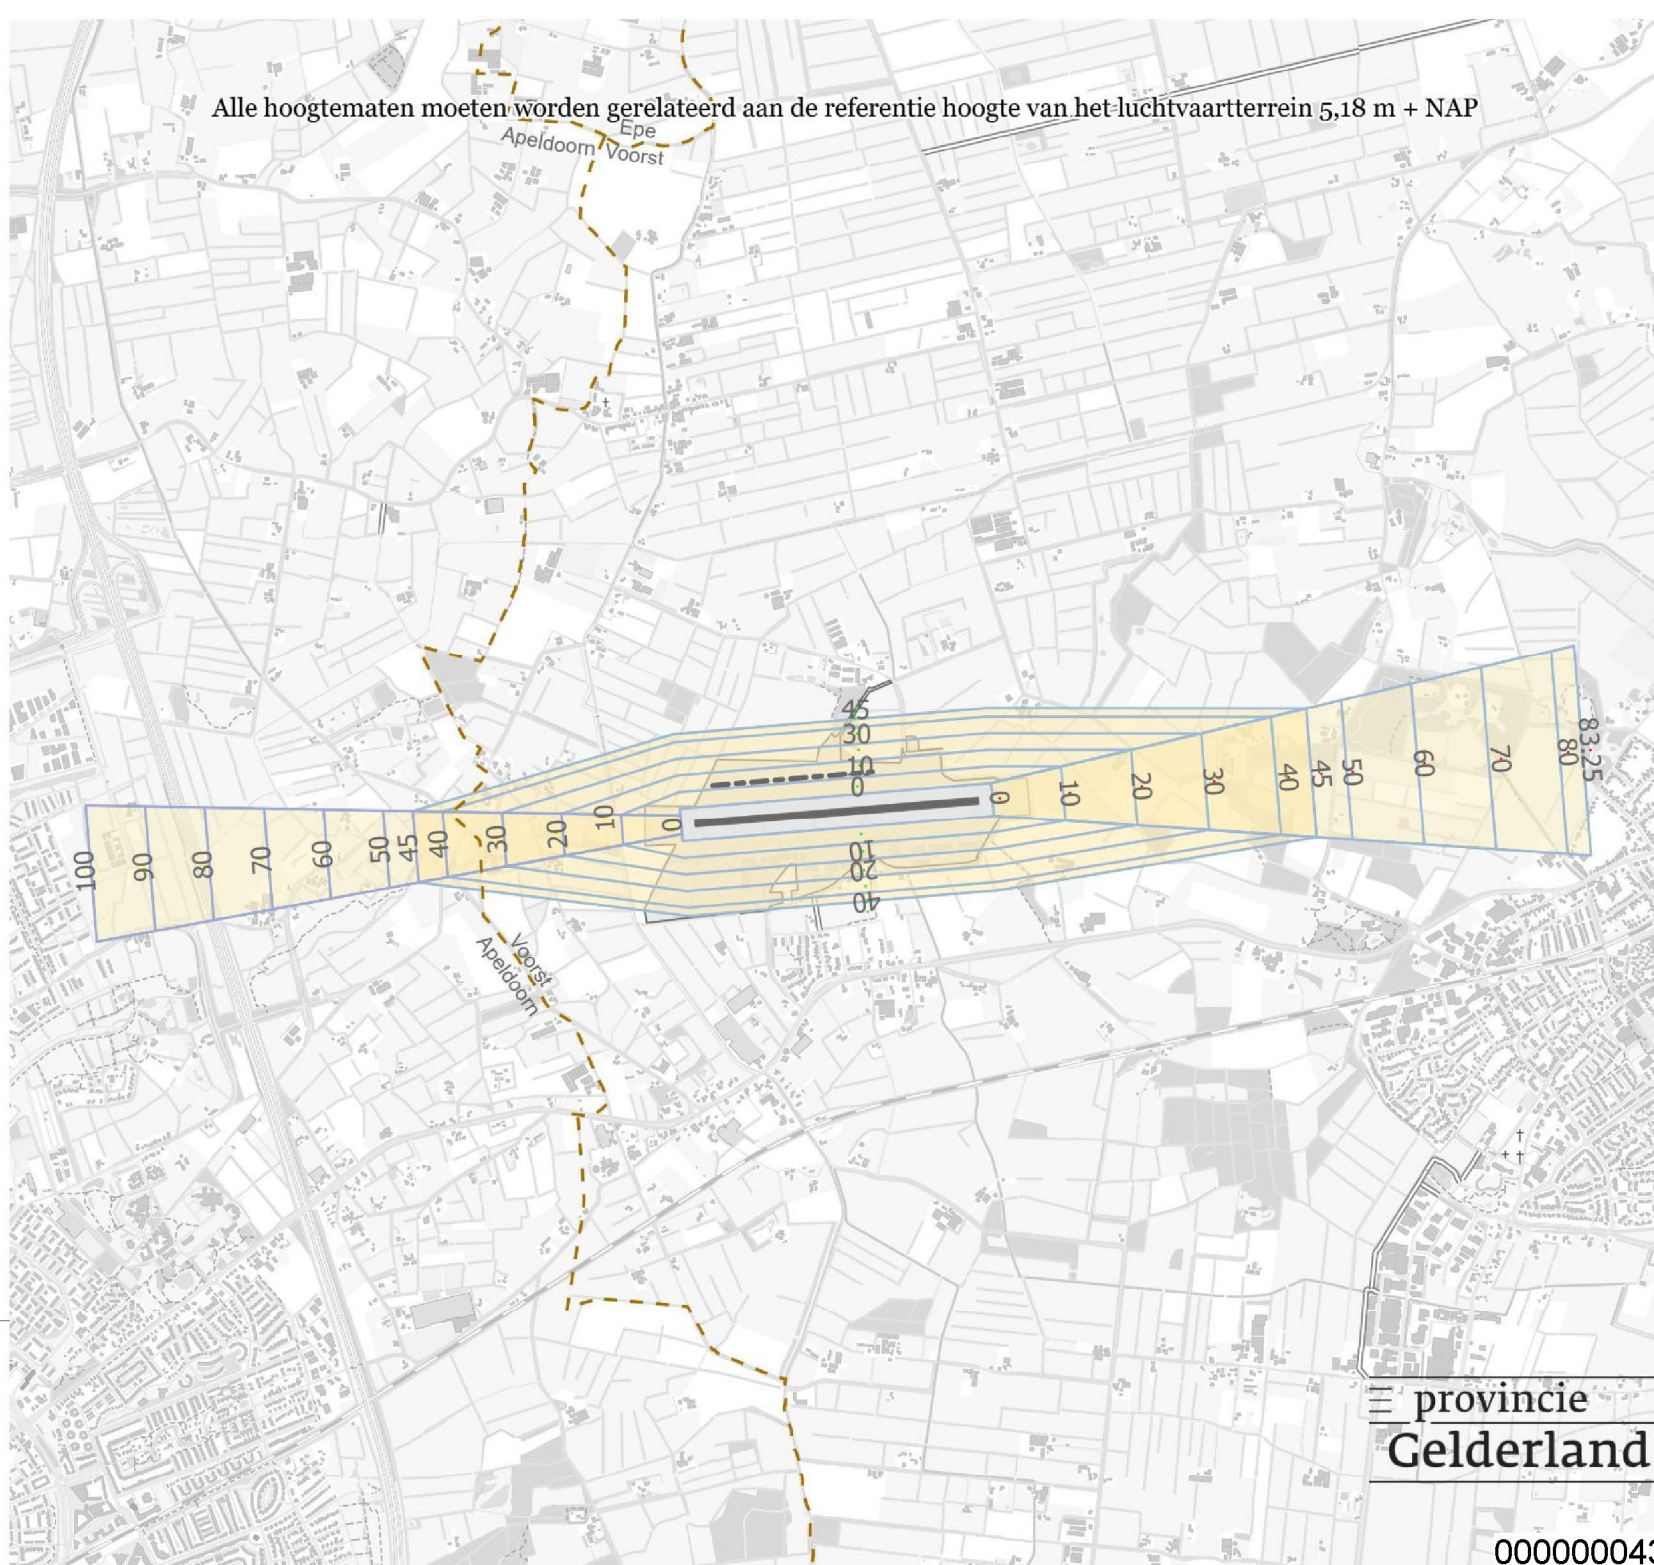 Alle hoogtematen moeten worden gerelateerd aan de referentie hoogte van het luchtvaartterrein 5,18 m + NAP
Epe
Apeldoorn Voorst
45
30
10
0
100 90 80 70 60 50 45 40 30 20 10 0
0 10 20 30 40 45 50 60 70 80 83.25
10
20
40
Voorst
Apeldoorn
provincie
Gelderland